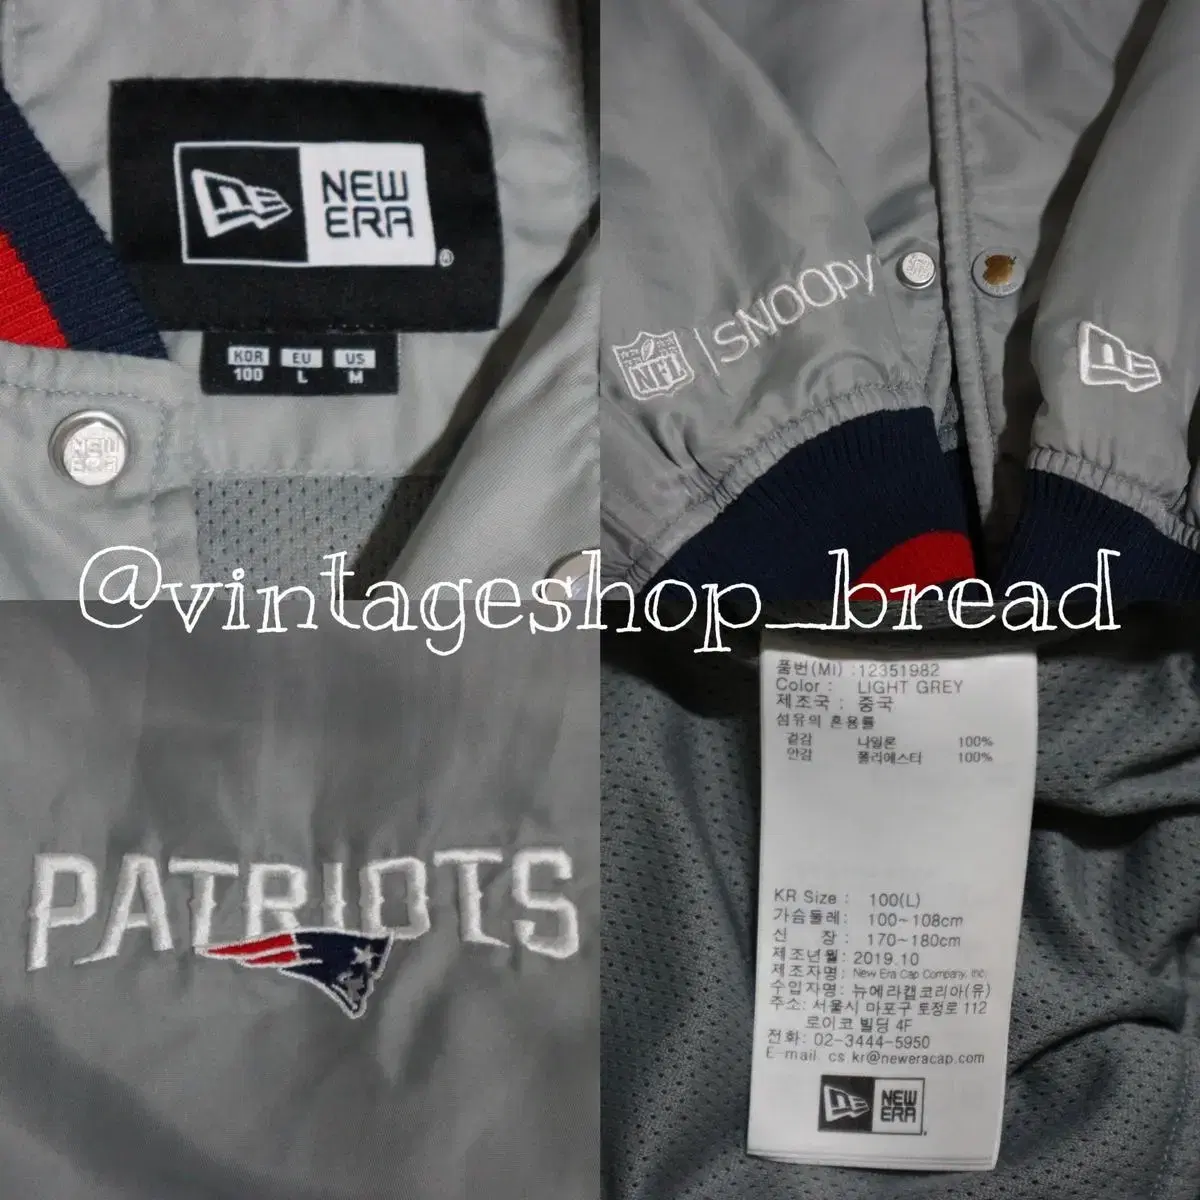 NEW
ERA
®
KOR EU US
100 L M
NEW
ERA
NFL | SNOOPY
@vintageshop_bread
PATRIOTS
품번(MI) :12351982
Color : LIGHT GREY
제조국 : 중국
섬유의 혼용률
겉감 나일론 100%
안감 폴리에스터 100%
KR Size : 100(L)
가슴둘레: 100~108cm
신 장: 170~180cm
제조년월: 2019.10
제조자명: New Era Cap Company, Inc.
수입자명: 뉴에라캡코리아(유)
주소: 서울시 마포구 토정로 112
로이코 빌딩 4F
전화: 02-3444-5950
E-mail cs kr@neweracap.com
NEW
ERA